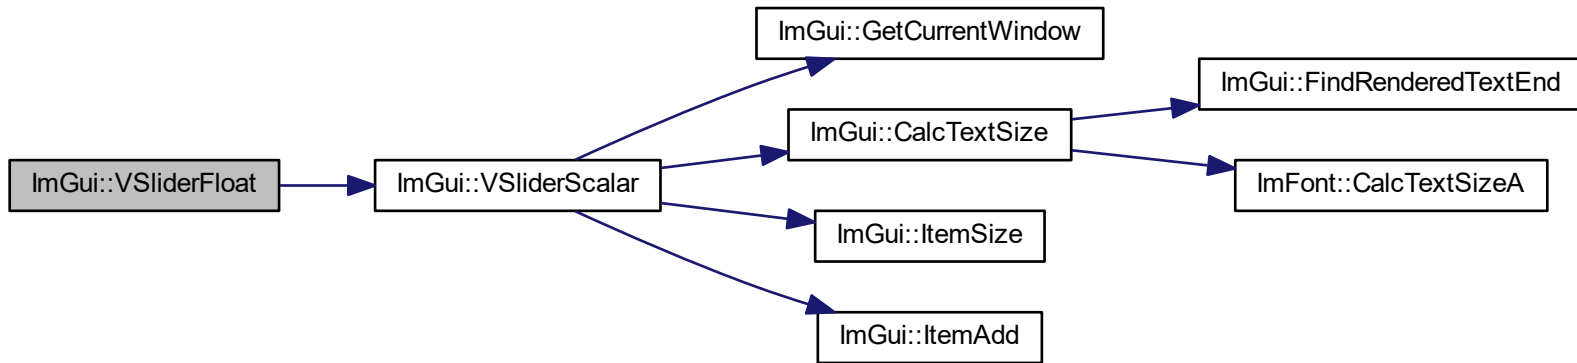 ImGui::VSliderFloat
ImGui::VSliderScalar
ImGui::GetCurrentWindow
ImGui::CalcTextSize
ImGui::FindRenderedTextEnd
ImFont::CalcTextSizeA
ImGui::ItemSize
ImGui::ItemAdd